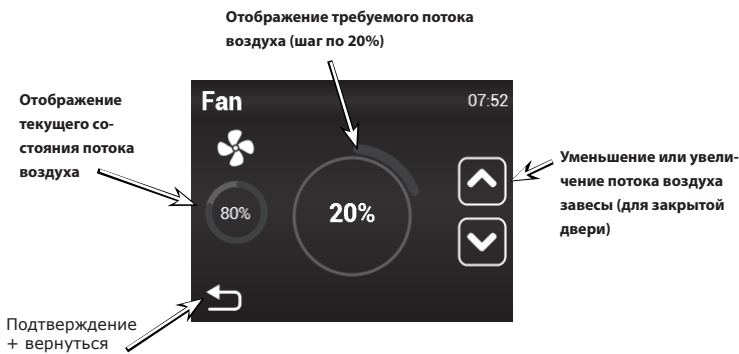 Отображение требуемого потока
воздуха (шаг по 20%)
Отображение
текущего со-
стояния потока
воздуха
Fan
07:52
80%
20%
Уменьшение или увели-
чение потока воздуха
завесы (для закрытой
двери)
Подтверждение
+ вернуться